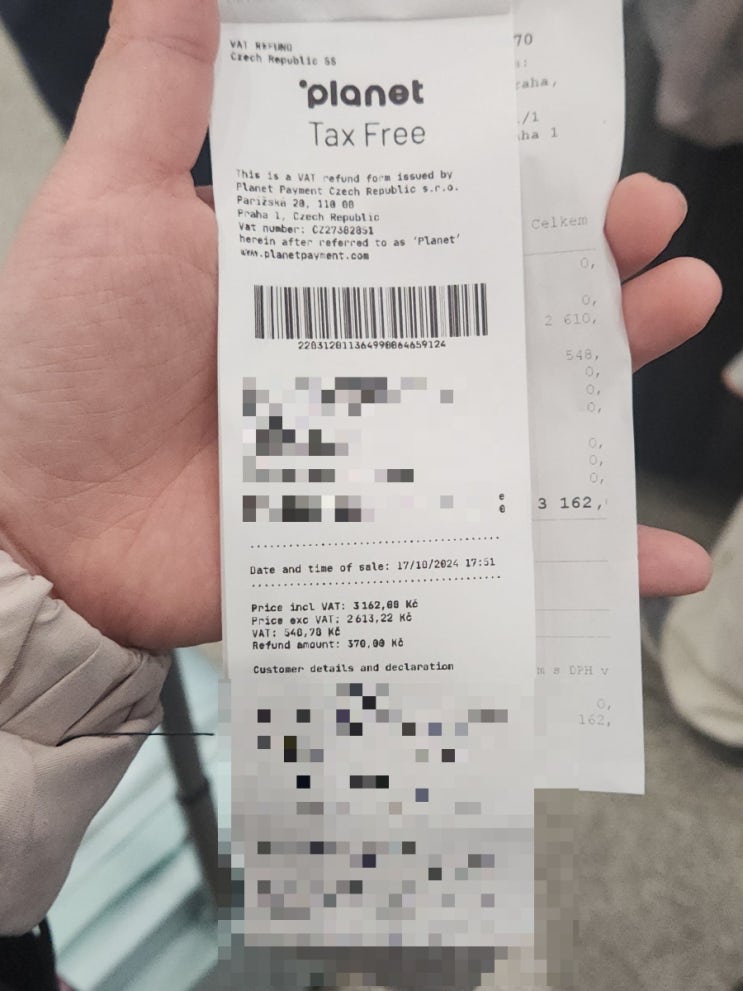 VAT REFUND
Czech Republic SS
planet
Tax Free
This is a VAT refund form issued by
Planet Payment Czech Republic s.r.o.
Pařížská 20, 110 00
Praha 1, Czech Republic
Vat number: CZ27382851
herein after referred to as 'Planet'
www.planetpayment.com
2203120113649980064659124
e
0
Date and time of sale: 17/10/2024 17:51
Price incl VAT: 3162,00 Kč
Price exc VAT: 2613,22 Kč
VAT: 548,78 Kč
Refund amount: 370,00 Kč
Customer details and declaration
70
aha,
/1
aha 1
Celkem
0,
0,
2 610,
548,
0,
0,
0,
0,
0,
0,
3 162,
m s DPH v
0,
162,